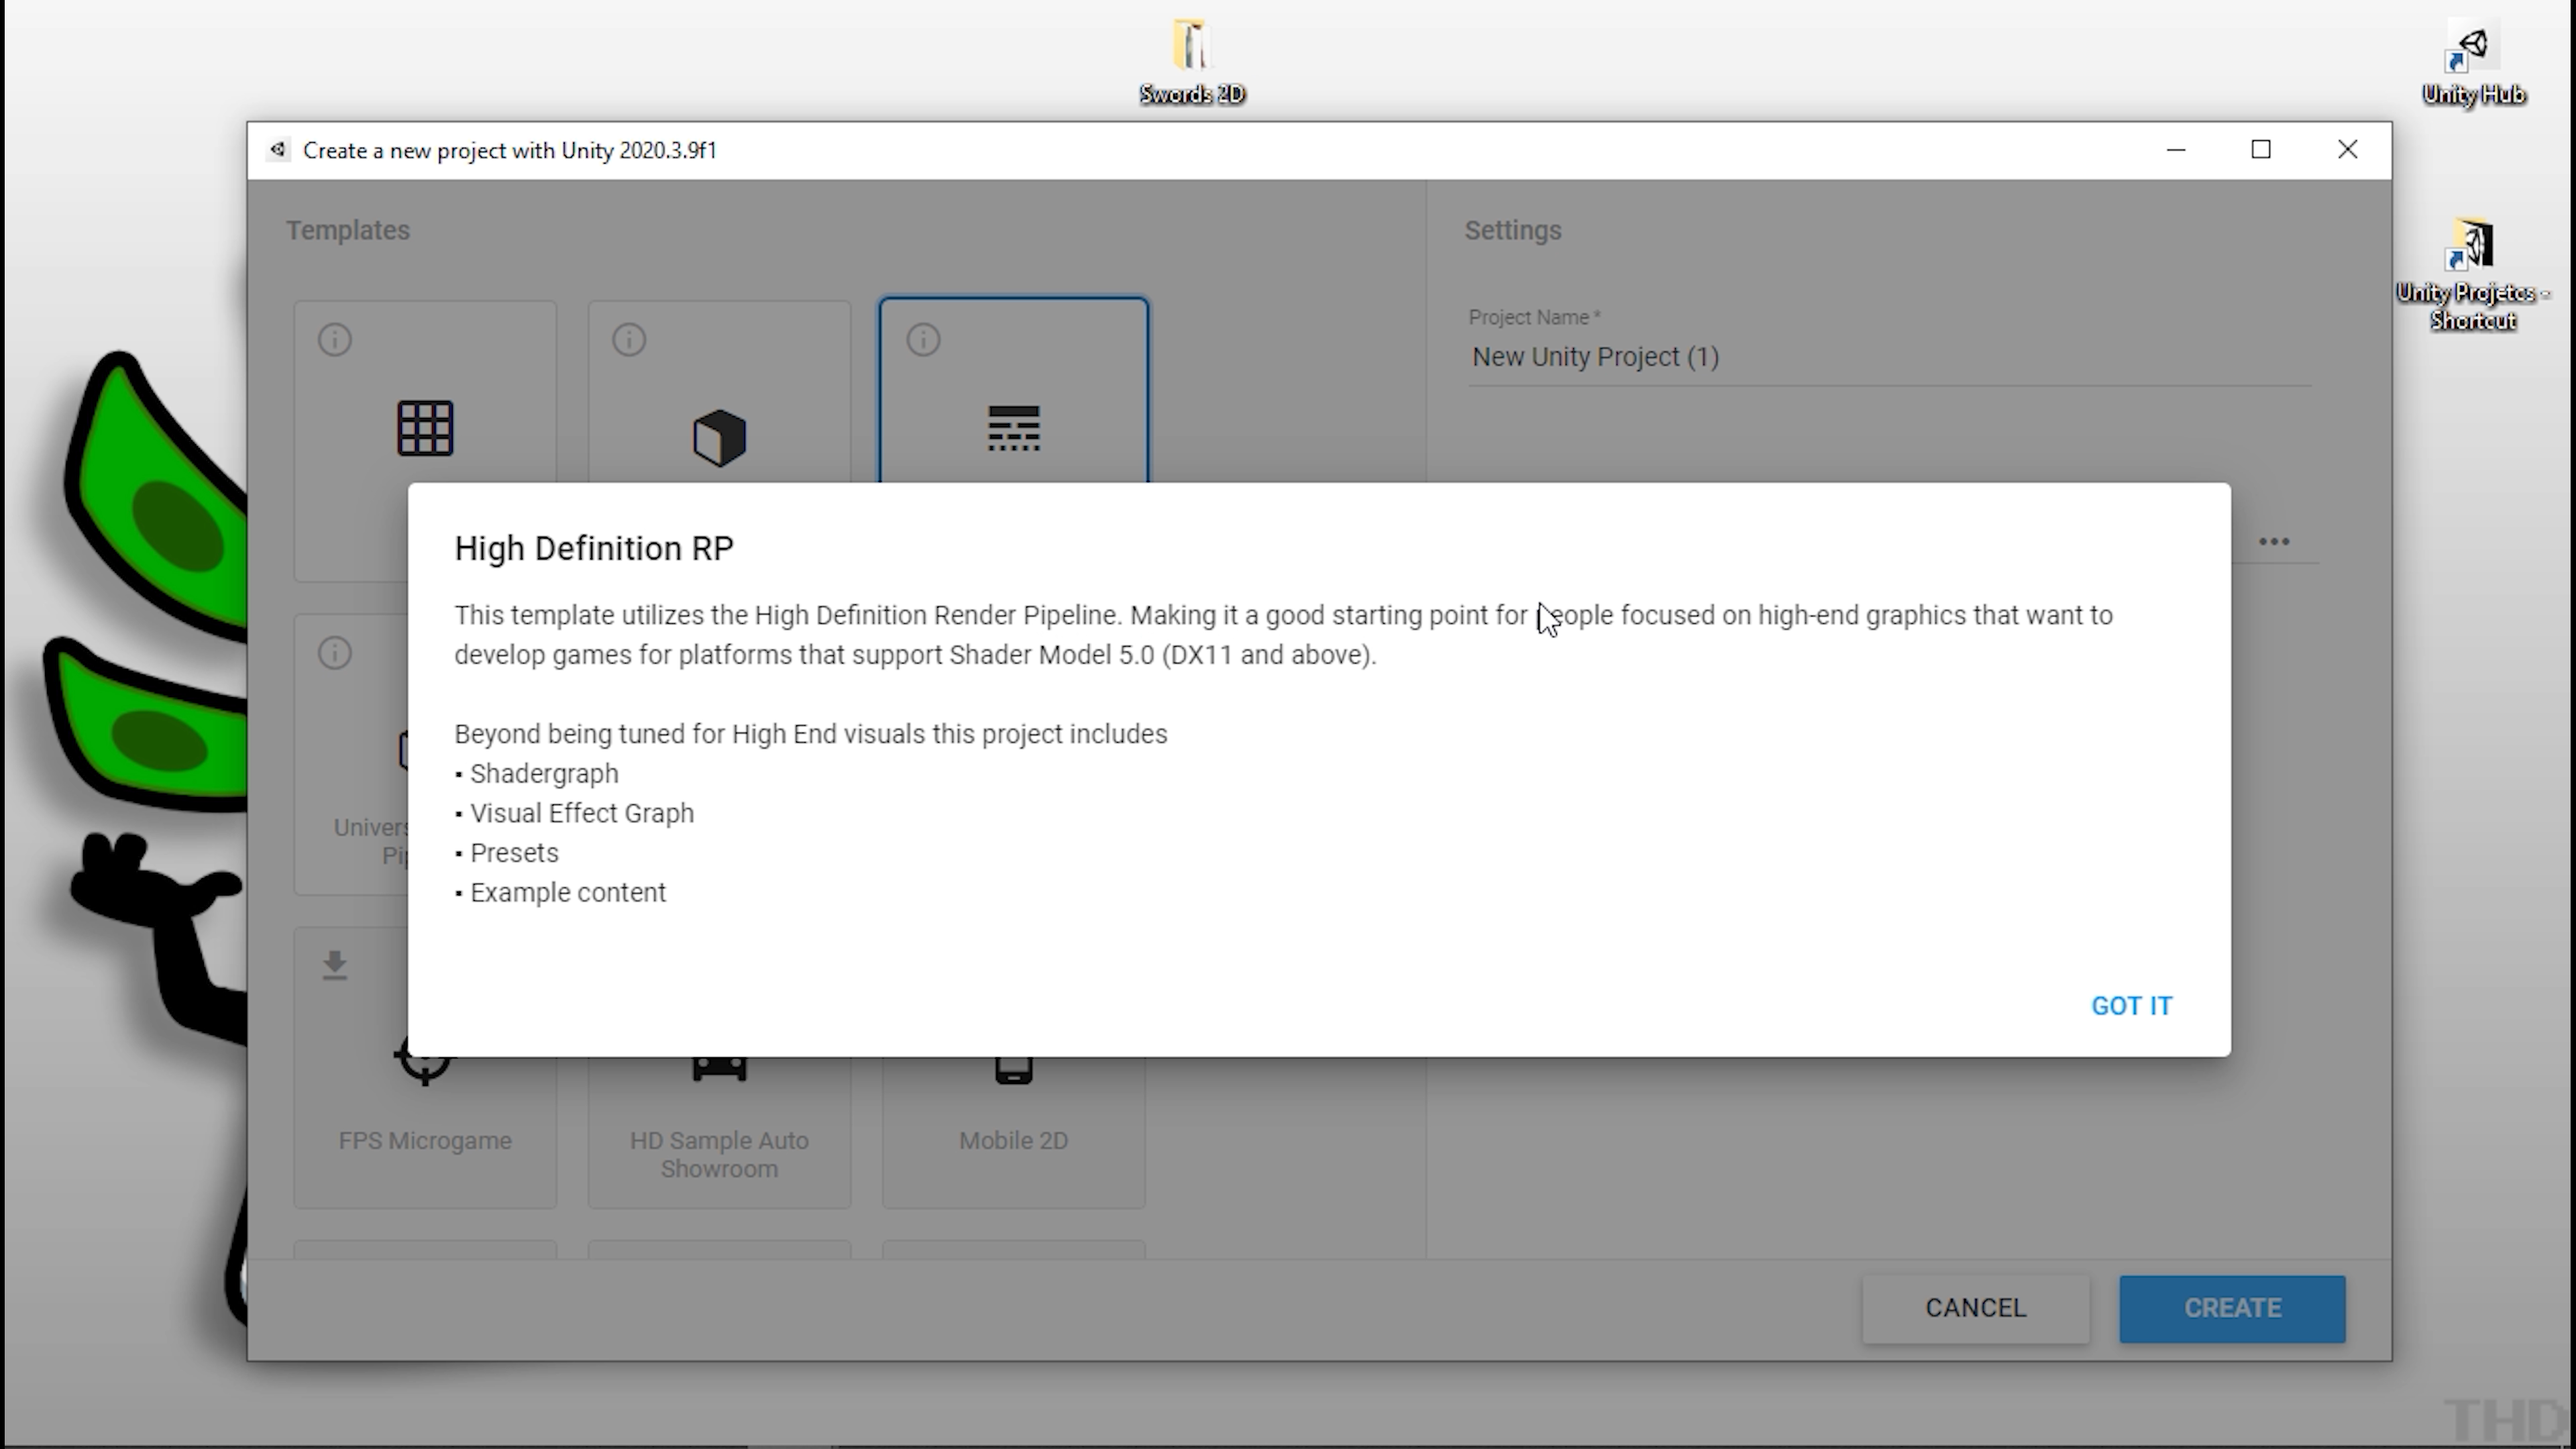 Swords 2D
Unity Hub
Create a new project with Unity 2020.3.9f1
Templates
Settings
Unity Projetcs -
Shortcut
Project Name *
New Unity Project (1)
High Definition RP
This template utilizes the High Definition Render Pipeline. Making it a good starting point for people focused on high-end graphics that want to
develop games for platforms that support Shader Model 5.0 (DX11 and above).
Beyond being tuned for High End visuals this project includes
▪ Shadergraph
▪ Visual Effect Graph
▪ Presets
▪ Example content
GOT IT
FPS Microgame
HD Sample Auto
Showroom
Mobile 2D
CANCEL
CREATE
THD